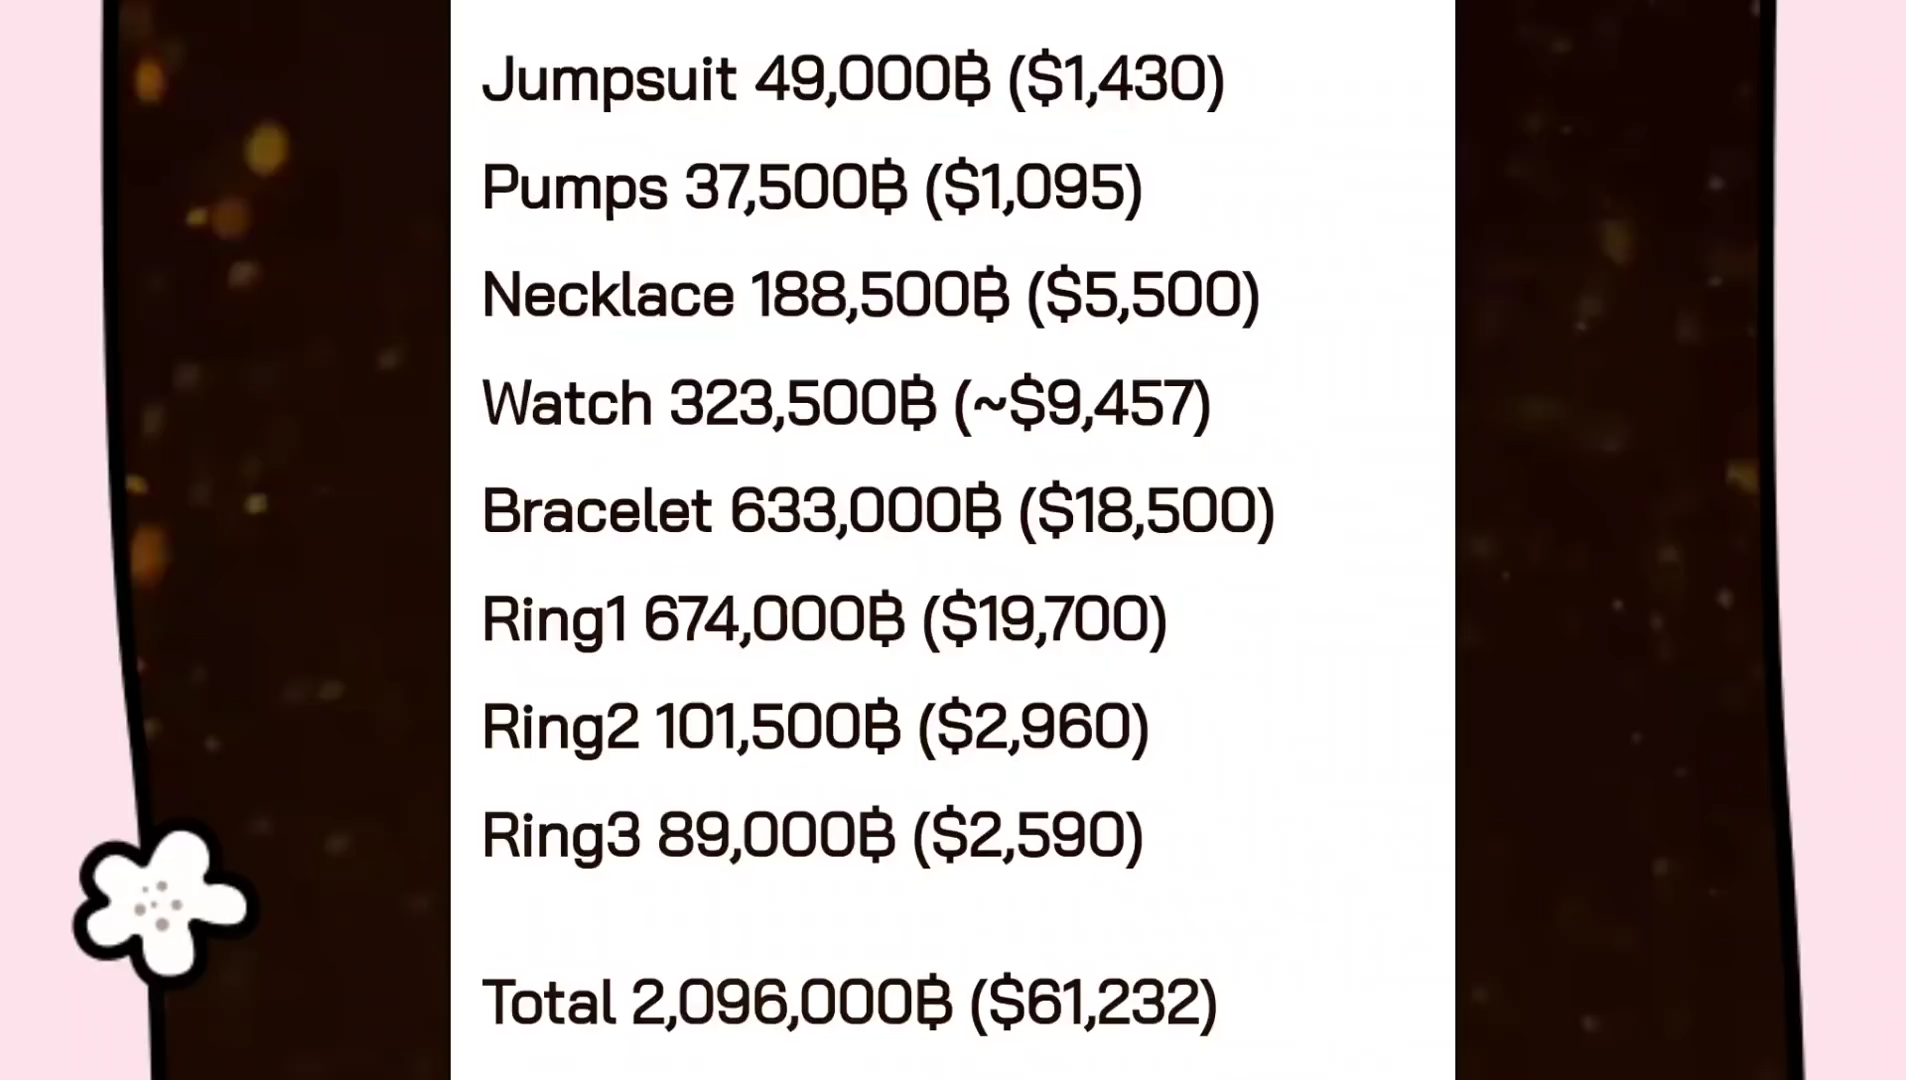 Jumpsuit 49,000฿ ($1,430)
Pumps 37,500฿ ($1,095)
Necklace 188,500฿ ($5,500)
Watch 323,500฿ (~$9,457)
Bracelet 633,000฿ ($18,500)
Ring1 674,000฿ ($19,700)
Ring2 101,500฿ ($2,960)
Ring3 89,000฿ ($2,590)
Total 2,096,000฿ ($61,232)